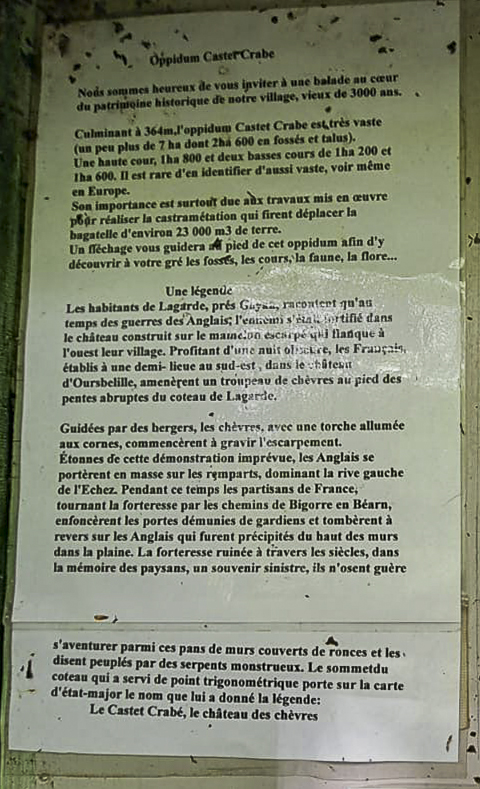 Oppidum Castet Crabe
Nous sommes heureux de vous inviter à une balade au cœur
du patrimoine historique de notre village, vieux de 3000 ans.
Culminant à 364m,l'oppidum Castet Crabe est très vaste
(un peu plus de 7 ha dont 2ha 600 en fossés et talus).
Une haute cour, 1ha 800 et deux basses cours de 1ha 200 et
1ha 600. Il est rare d'en identifier d'aussi vaste, voir même
en Europe.
Son importance est surtout due aux travaux mis en œuvre
pour réaliser la castramétation qui firent déplacer la
bagatelle d'environ 23 000 m3 de terre.
Un fléchage vous guidera au pied de cet oppidum afin d'y
découvrir à votre gré les fossés, les cours, la faune, la flore...
Une légende
Les habitants de Lagarde, prés Gayan, racontent qu'au
temps des guerres des Anglais; l'ennemi s'était fortifié dans
le château construit sur le mamelon escarpé qui flanque à
l'ouest leur village. Profitant d'une nuit obscure, les Français,
établis à une demi- lieue au sud-est , dans le château
d'Oursbelille, amenèrent un troupeau de chèvres au pied des
pentes abruptes du coteau de Lagarde.
Guidées par des bergers, les chèvres, avec une torche allumée
aux cornes, commencèrent à gravir l'escarpement.
Étonnes de cette démonstration imprévue, les Anglais se
portèrent en masse sur les remparts, dominant la rive gauche
de l'Echez. Pendant ce temps les partisans de France,
tournant la forteresse par les chemins de Bigorre en Béarn,
enfoncèrent les portes démunies de gardiens et tombèrent à
revers sur les Anglais qui furent précipités du haut des murs
dans la plaine. La forteresse ruinée à travers les siècles, dans
la mémoire des paysans, un souvenir sinistre, ils n'osent guère
s'aventurer parmi ces pans de murs couverts de ronces et les
disent peuplés par des serpents monstrueux. Le sommetdu
coteau qui a servi de point trigonométrique porte sur la carte
d'état-major le nom que lui a donné la légende:
Le Castet Crabé, le château des chèvres